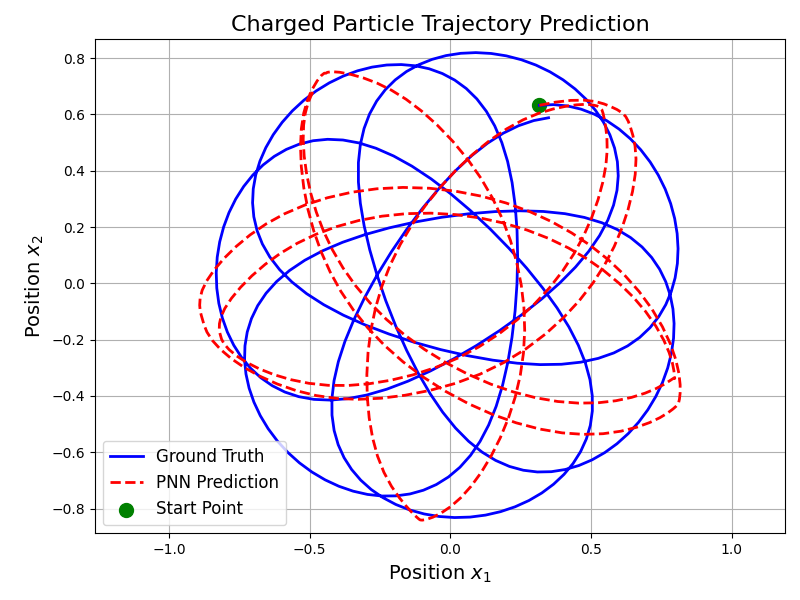 Charged Particle Trajectory Prediction
Position $x_2$
0.8
0.6
0.4
0.2
0.0
−0.2
−0.4
−0.6
−0.8
Ground Truth
PNN Prediction
Start Point
−1.0 −0.5 0.0 0.5 1.0
Position $x_1$